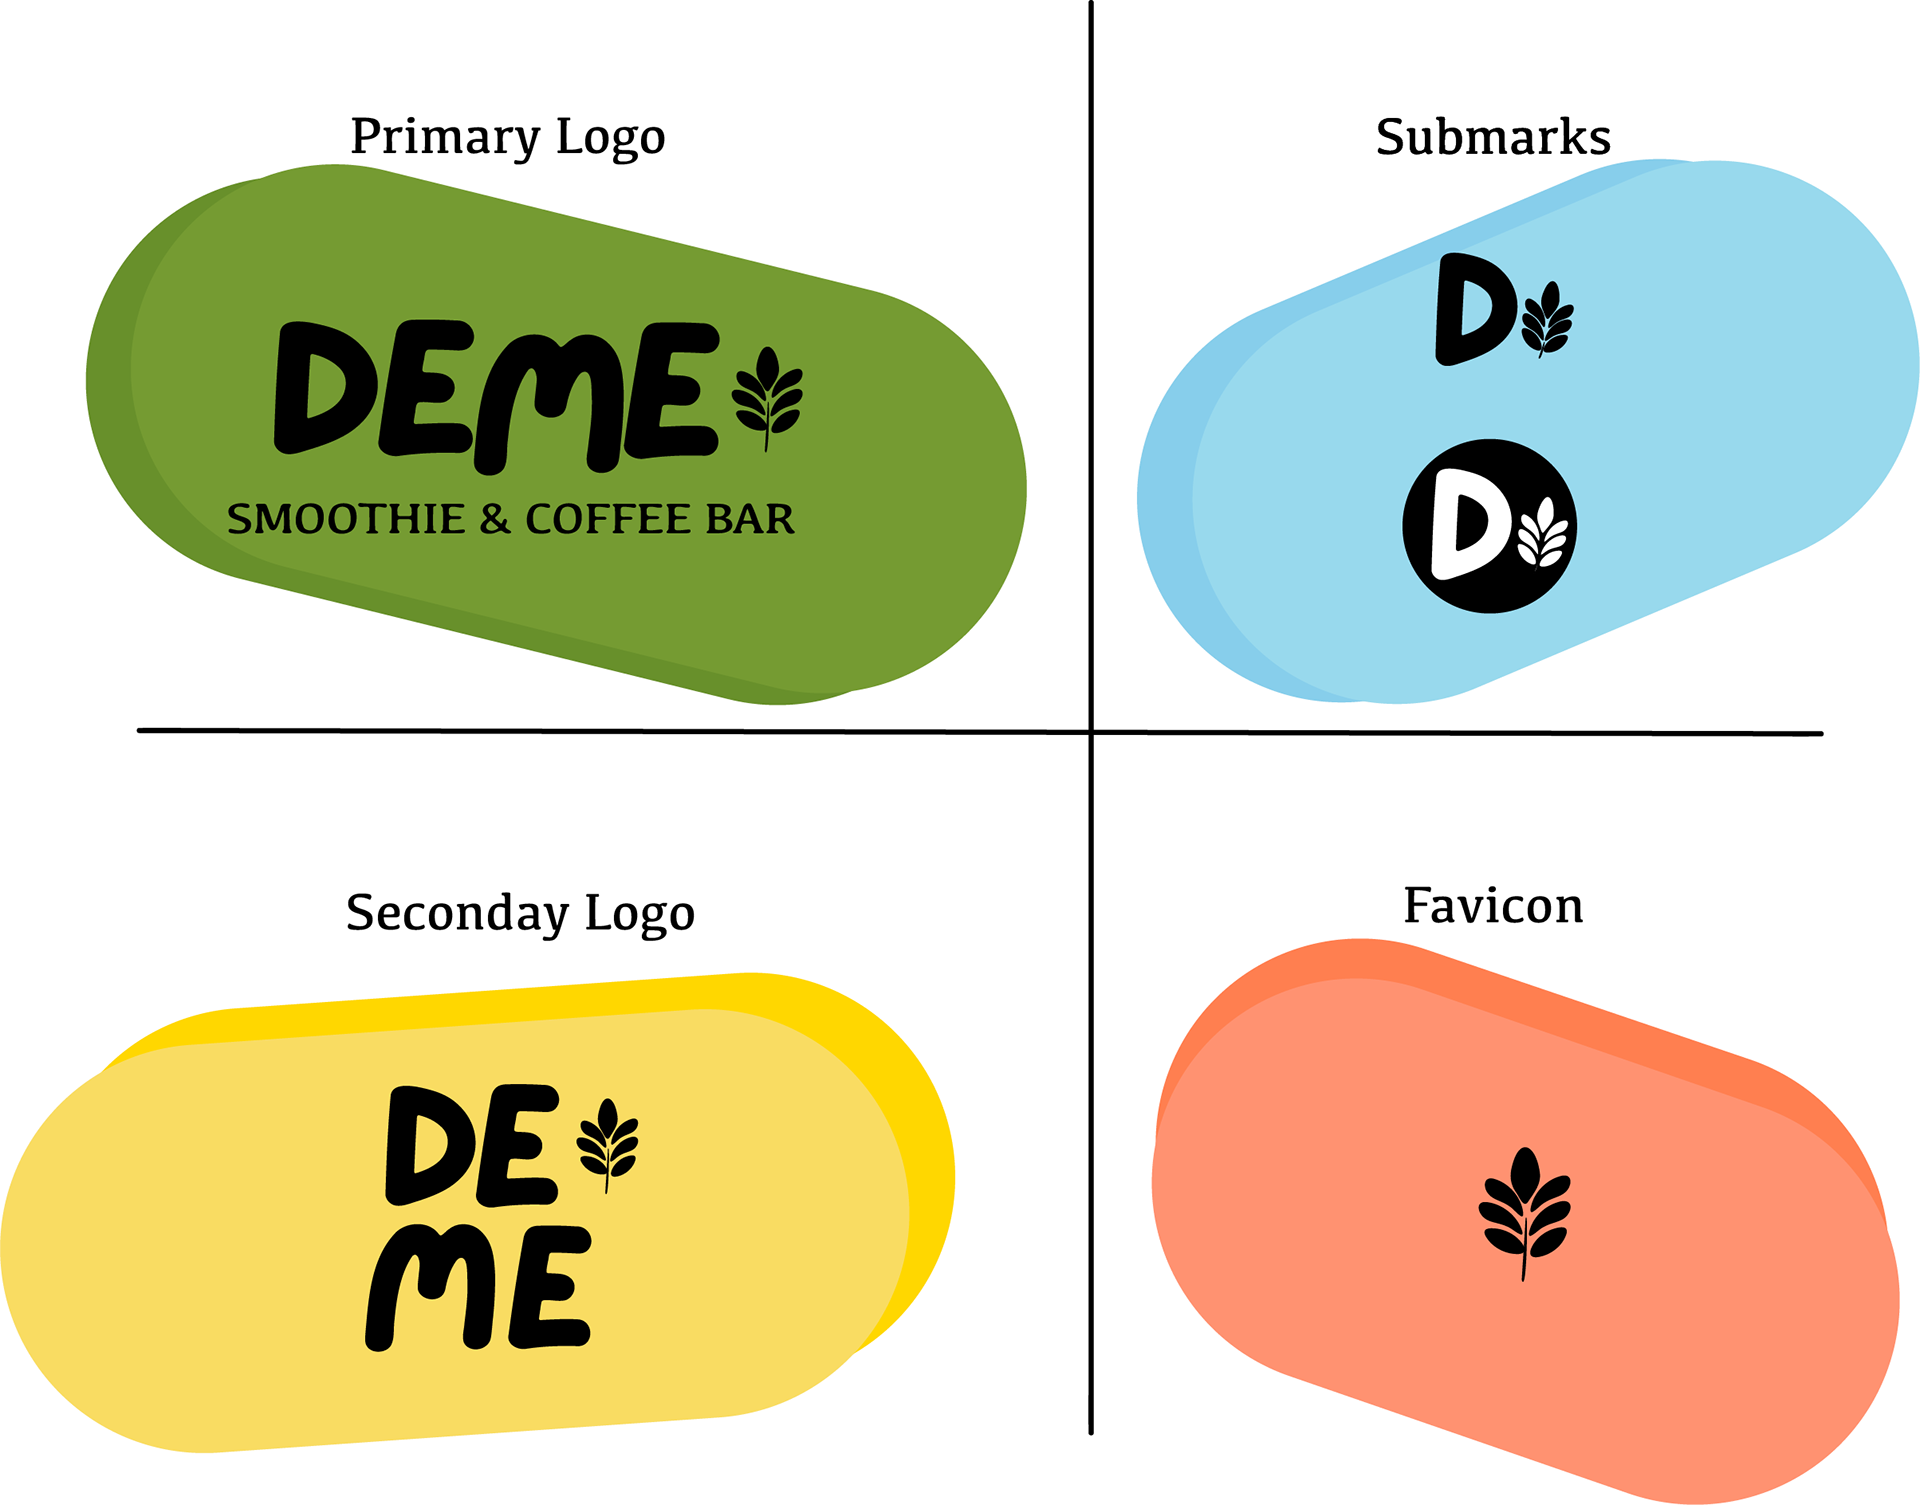 Primary Logo
DEME
SMOOTHIE & COFFEE BAR
Submarks
D
D
Seconday Logo
DE
ME
Favicon